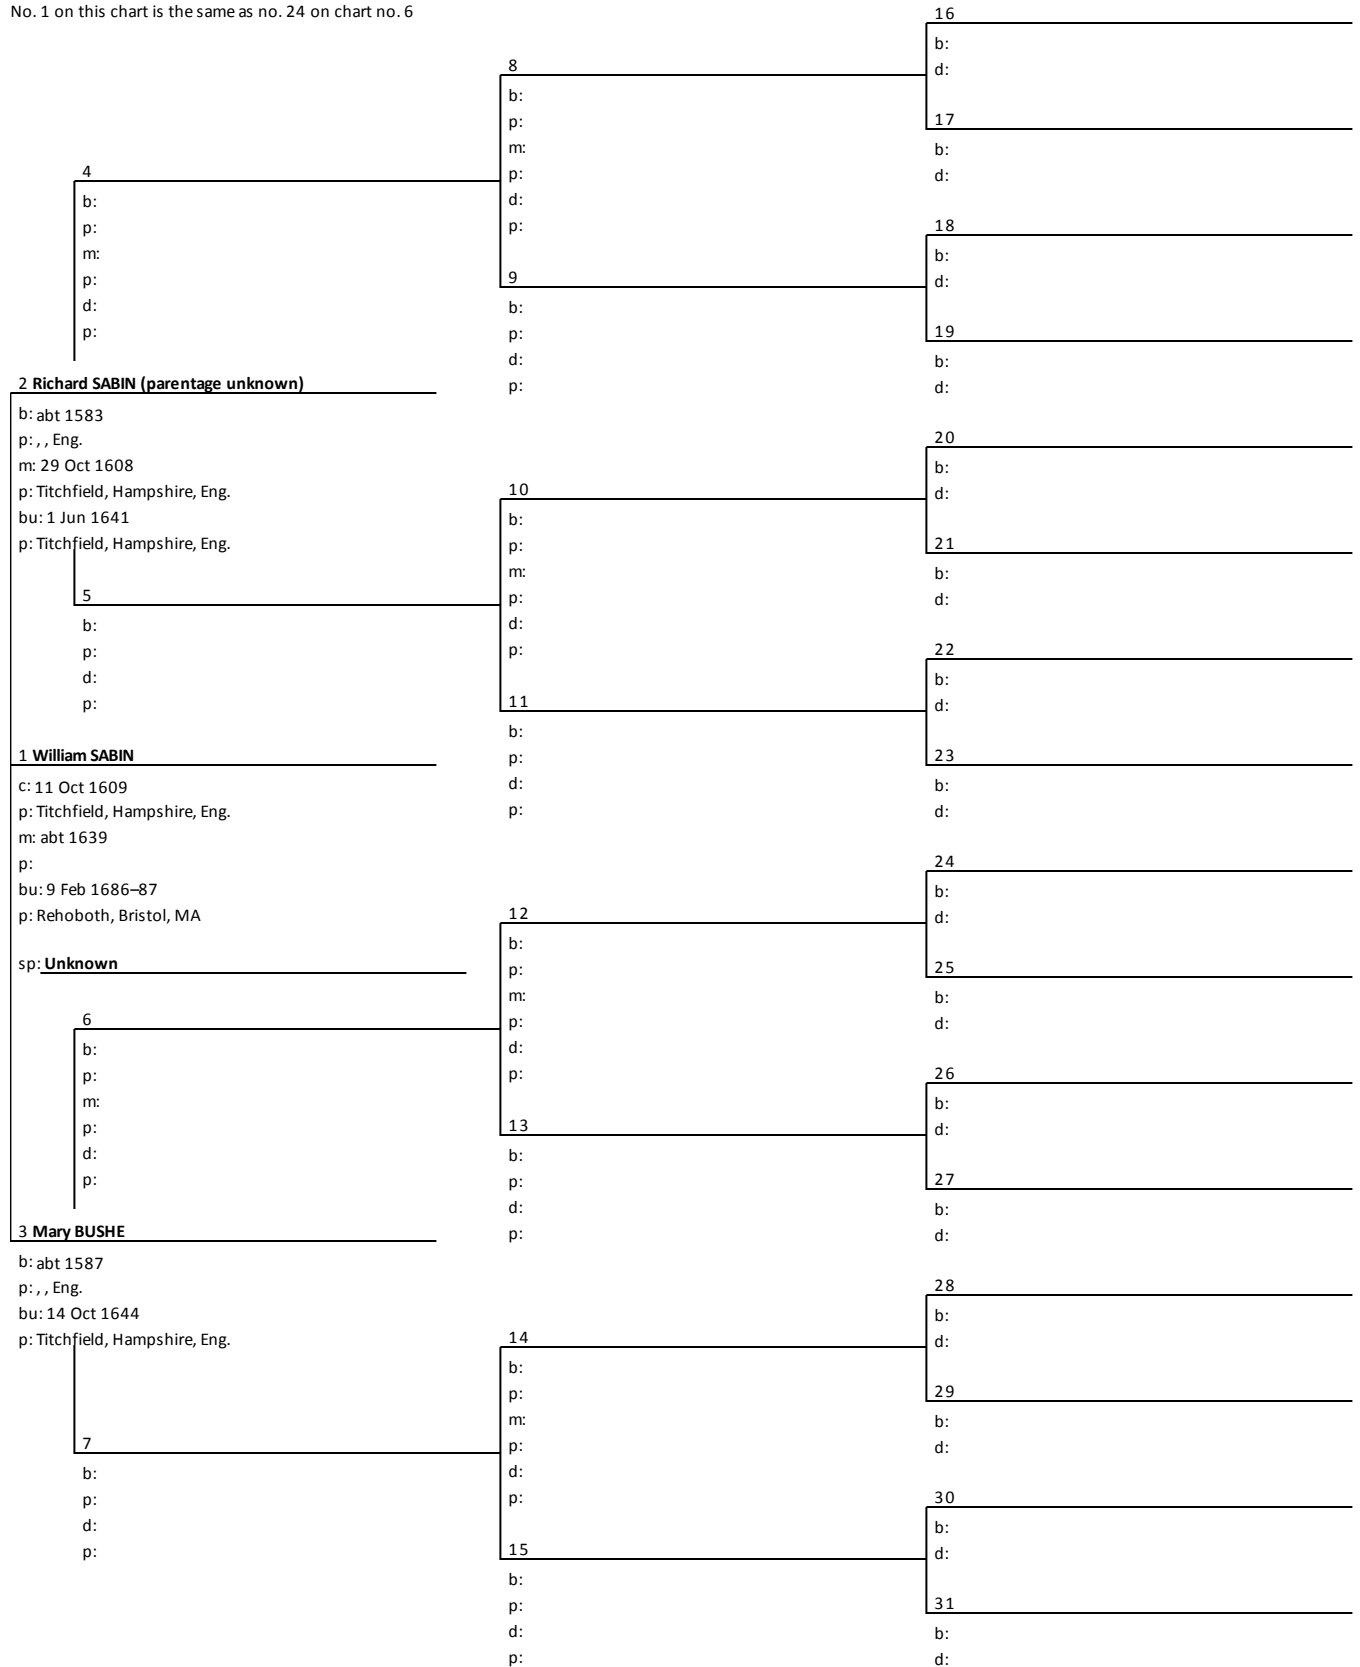 No. 1 on this chart is the same as no. 24 on chart no. 6
4
b:
p:
m:
p:
d:
p:
2 Richard SABIN (parentage unknown)
b: abt 1583
p: , , Eng.
m: 29 Oct 1608
p: Titchfield, Hampshire, Eng.
bu: 1 Jun 1641
p: Titchfield, Hampshire, Eng.
5
b:
p:
d:
p:
1 William SABIN
c: 11 Oct 1609
p: Titchfield, Hampshire, Eng.
m: abt 1639
p:
bu: 9 Feb 1686–87
p: Rehoboth, Bristol, MA
sp: Unknown
6
b:
p:
m:
p:
d:
p:
3 Mary BUSHE
b: abt 1587
p: , , Eng.
bu: 14 Oct 1644
p: Titchfield, Hampshire, Eng.
7
b:
p:
d:
p:
8
b:
p:
m:
p:
d:
p:
9
b:
p:
d:
p:
10
b:
p:
m:
p:
d:
p:
11
b:
p:
d:
p:
12
b:
p:
m:
p:
d:
p:
13
b:
p:
d:
p:
14
b:
p:
m:
p:
d:
p:
15
b:
p:
d:
p:
16
b:
d:
17
b:
d:
18
b:
d:
19
b:
d:
20
b:
d:
21
b:
d:
22
b:
d:
23
b:
d:
24
b:
d:
25
b:
d:
26
b:
d:
27
b:
d:
28
b:
d:
29
b:
d:
30
b:
d:
31
b:
d: